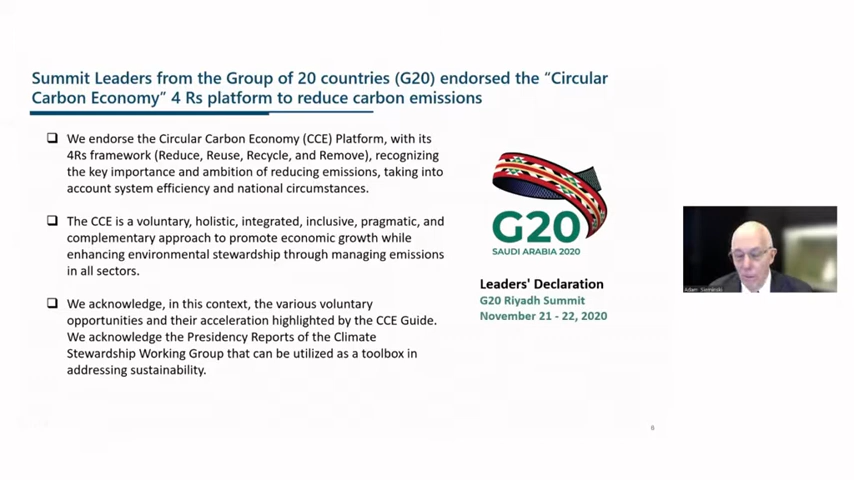 Summit Leaders from the Group of 20 countries (G20) endorsed the “Circular
Carbon Economy” 4 Rs platform to reduce carbon emissions
❑ We endorse the Circular Carbon Economy (CCE) Platform, with its
4Rs framework (Reduce, Reuse, Recycle, and Remove), recognizing
the key importance and ambition of reducing emissions, taking into
account system efficiency and national circumstances.
❑ The CCE is a voluntary, holistic, integrated, inclusive, pragmatic, and
complementary approach to promote economic growth while
enhancing environmental stewardship through managing emissions
in all sectors.
❑ We acknowledge, in this context, the various voluntary
opportunities and their acceleration highlighted by the CCE Guide.
We acknowledge the Presidency Reports of the Climate
Stewardship Working Group that can be utilized as a toolbox in
addressing sustainability.
G20
SAUDI ARABIA 2020
Leaders' Declaration
G20 Riyadh Summit
November 21 - 22, 2020
Adam
6